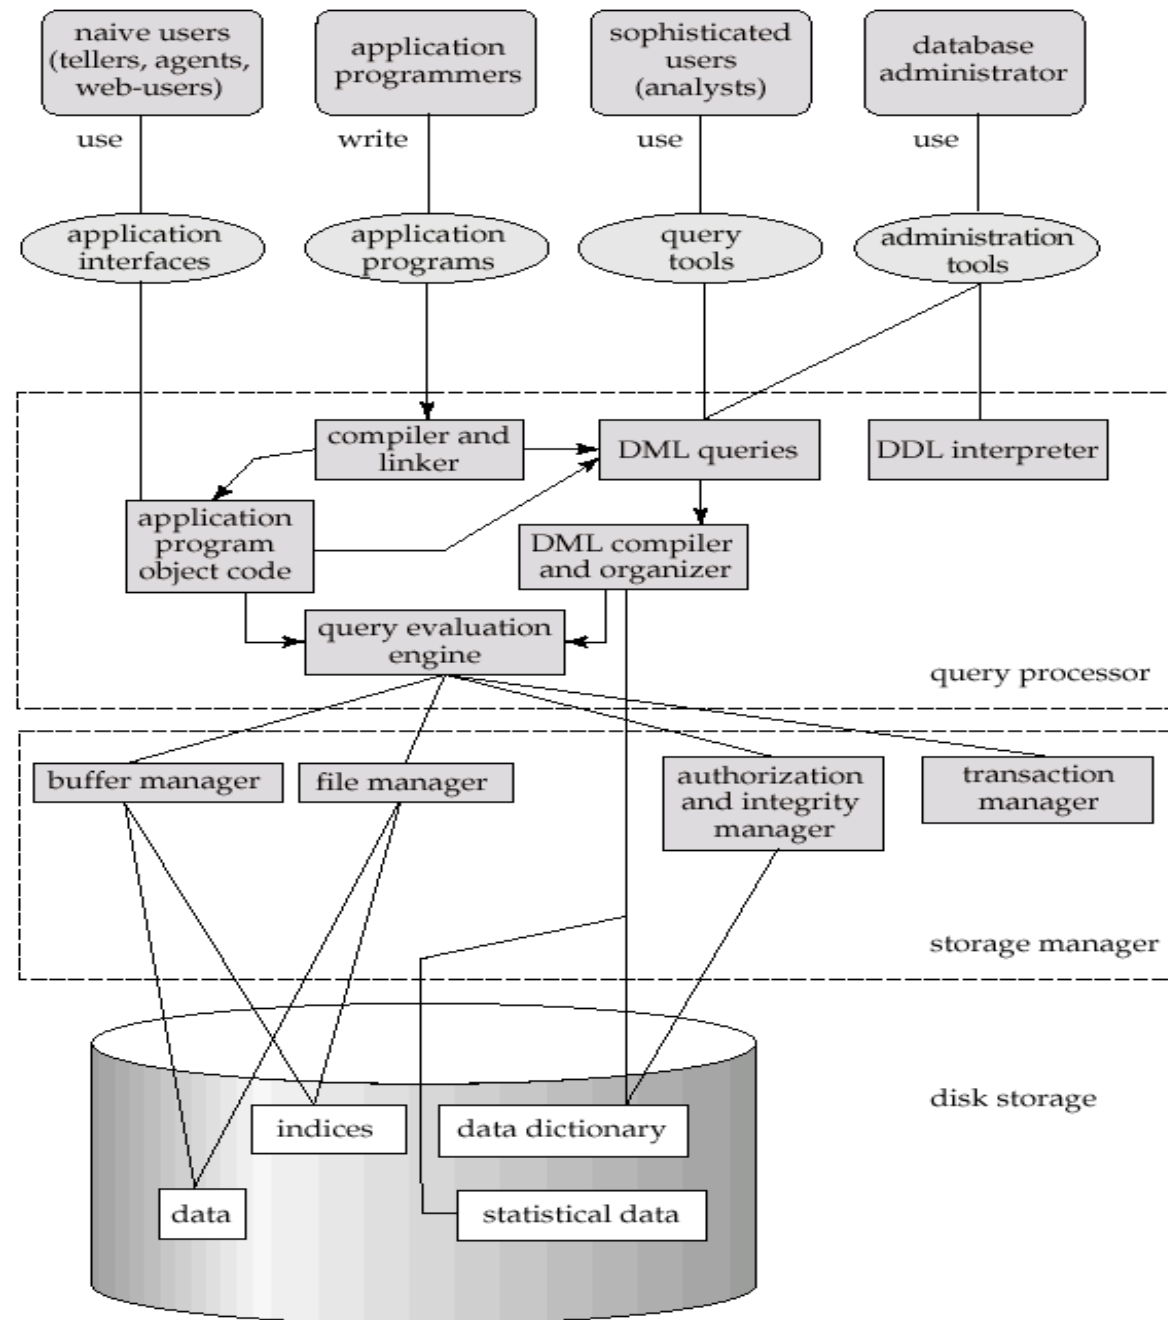 naive users
(tellers, agents,
web-users)
application
programmers
sophisticated
users
(analysts)
database
administrator
use
write
use
use
application
interfaces
application
programs
query
tools
administration
tools
compiler and
linker
DML queries
DDL interpreter
application
program
object code
DML compiler
and organizer
query evaluation
engine
query processor
buffer manager
file manager
authorization
and integrity
manager
transaction
manager
storage manager
disk storage
indices
data dictionary
data
statistical data